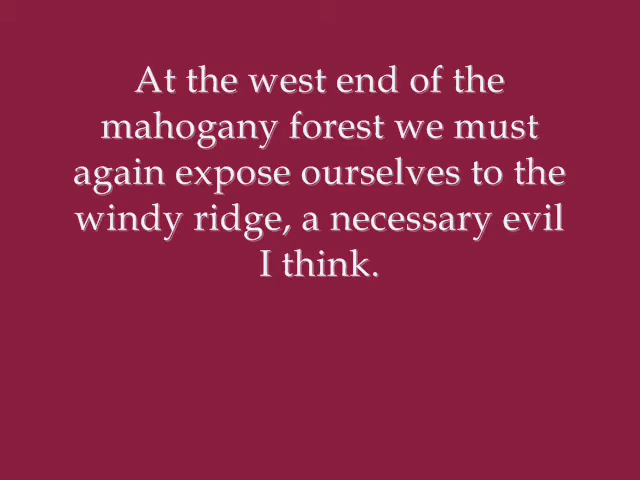 At the west end of the
mahogany forest we must
again expose ourselves to the
windy ridge, a necessary evil
I think.